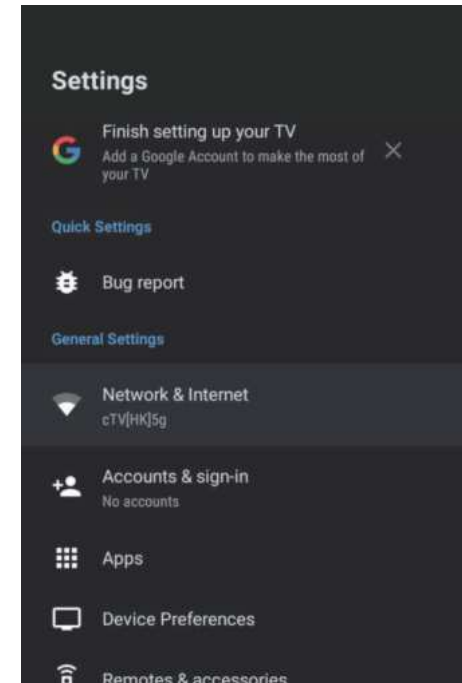 Settings
Finish setting up your TV
Add a Google Account to make the most of
your TV
Quick Settings
Bug report
General Settings
Network & Internet
cTV[HK]5g
Accounts & sign-in
No accounts
Apps
Device Preferences
Remotes & accessories